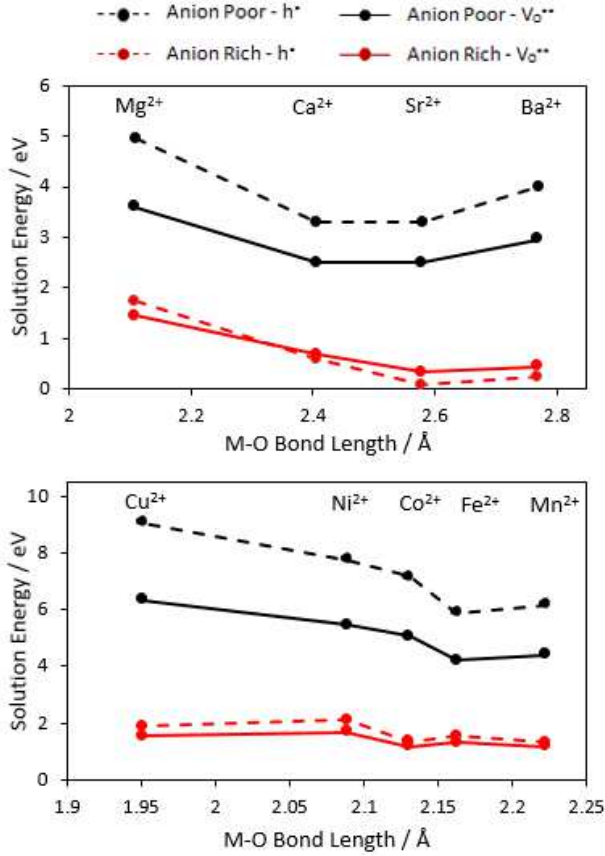 Anion Poor - h• Anion Poor - Vo••
Anion Rich - h• Anion Rich - Vo••
6
5
4
3
2
1
0
Solution Energy / eV
Mg2+ Ca2+ Sr2+ Ba2+
2 2.2 2.4 2.6 2.8
M-O Bond Length / Å
10
8
6
4
2
0
Solution Energy / eV
Cu2+ Ni2+ Co2+ Fe2+ Mn2+
1.9 1.95 2 2.05 2.1 2.15 2.2 2.25
M-O Bond Length / Å